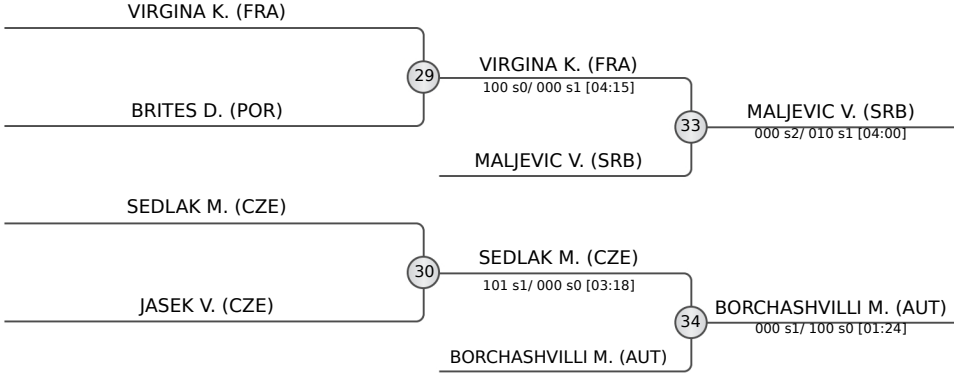 VIRGINA K. (FRA)
29
BRITES D. (POR)
VIRGINA K. (FRA)
100 s0/ 000 s1 [04:15]
33
MALJEVIC V. (SRB)
MALJEVIC V. (SRB)
000 s2/ 010 s1 [04:00]
SEDLAK M. (CZE)
30
JASEK V. (CZE)
SEDLAK M. (CZE)
101 s1/ 000 s0 [03:18]
34
BORCHASHVILLI M. (AUT)
BORCHASHVILLI M. (AUT)
000 s1/ 100 s0 [01:24]